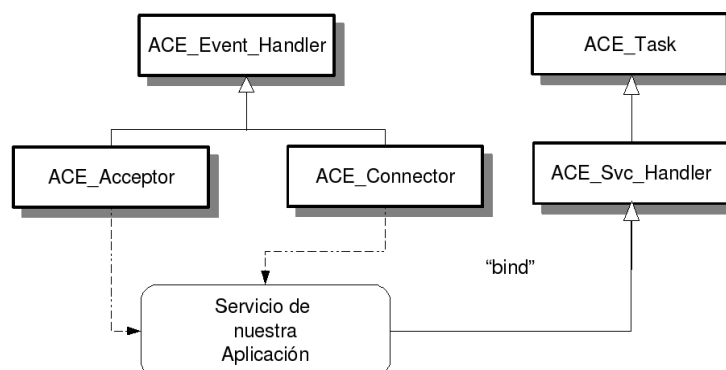 ACE_Event_Handler
ACE_Task
ACE_Acceptor
ACE_Connector
ACE_Svc_Handler
“bind”
Servicio de
nuestra
Aplicación